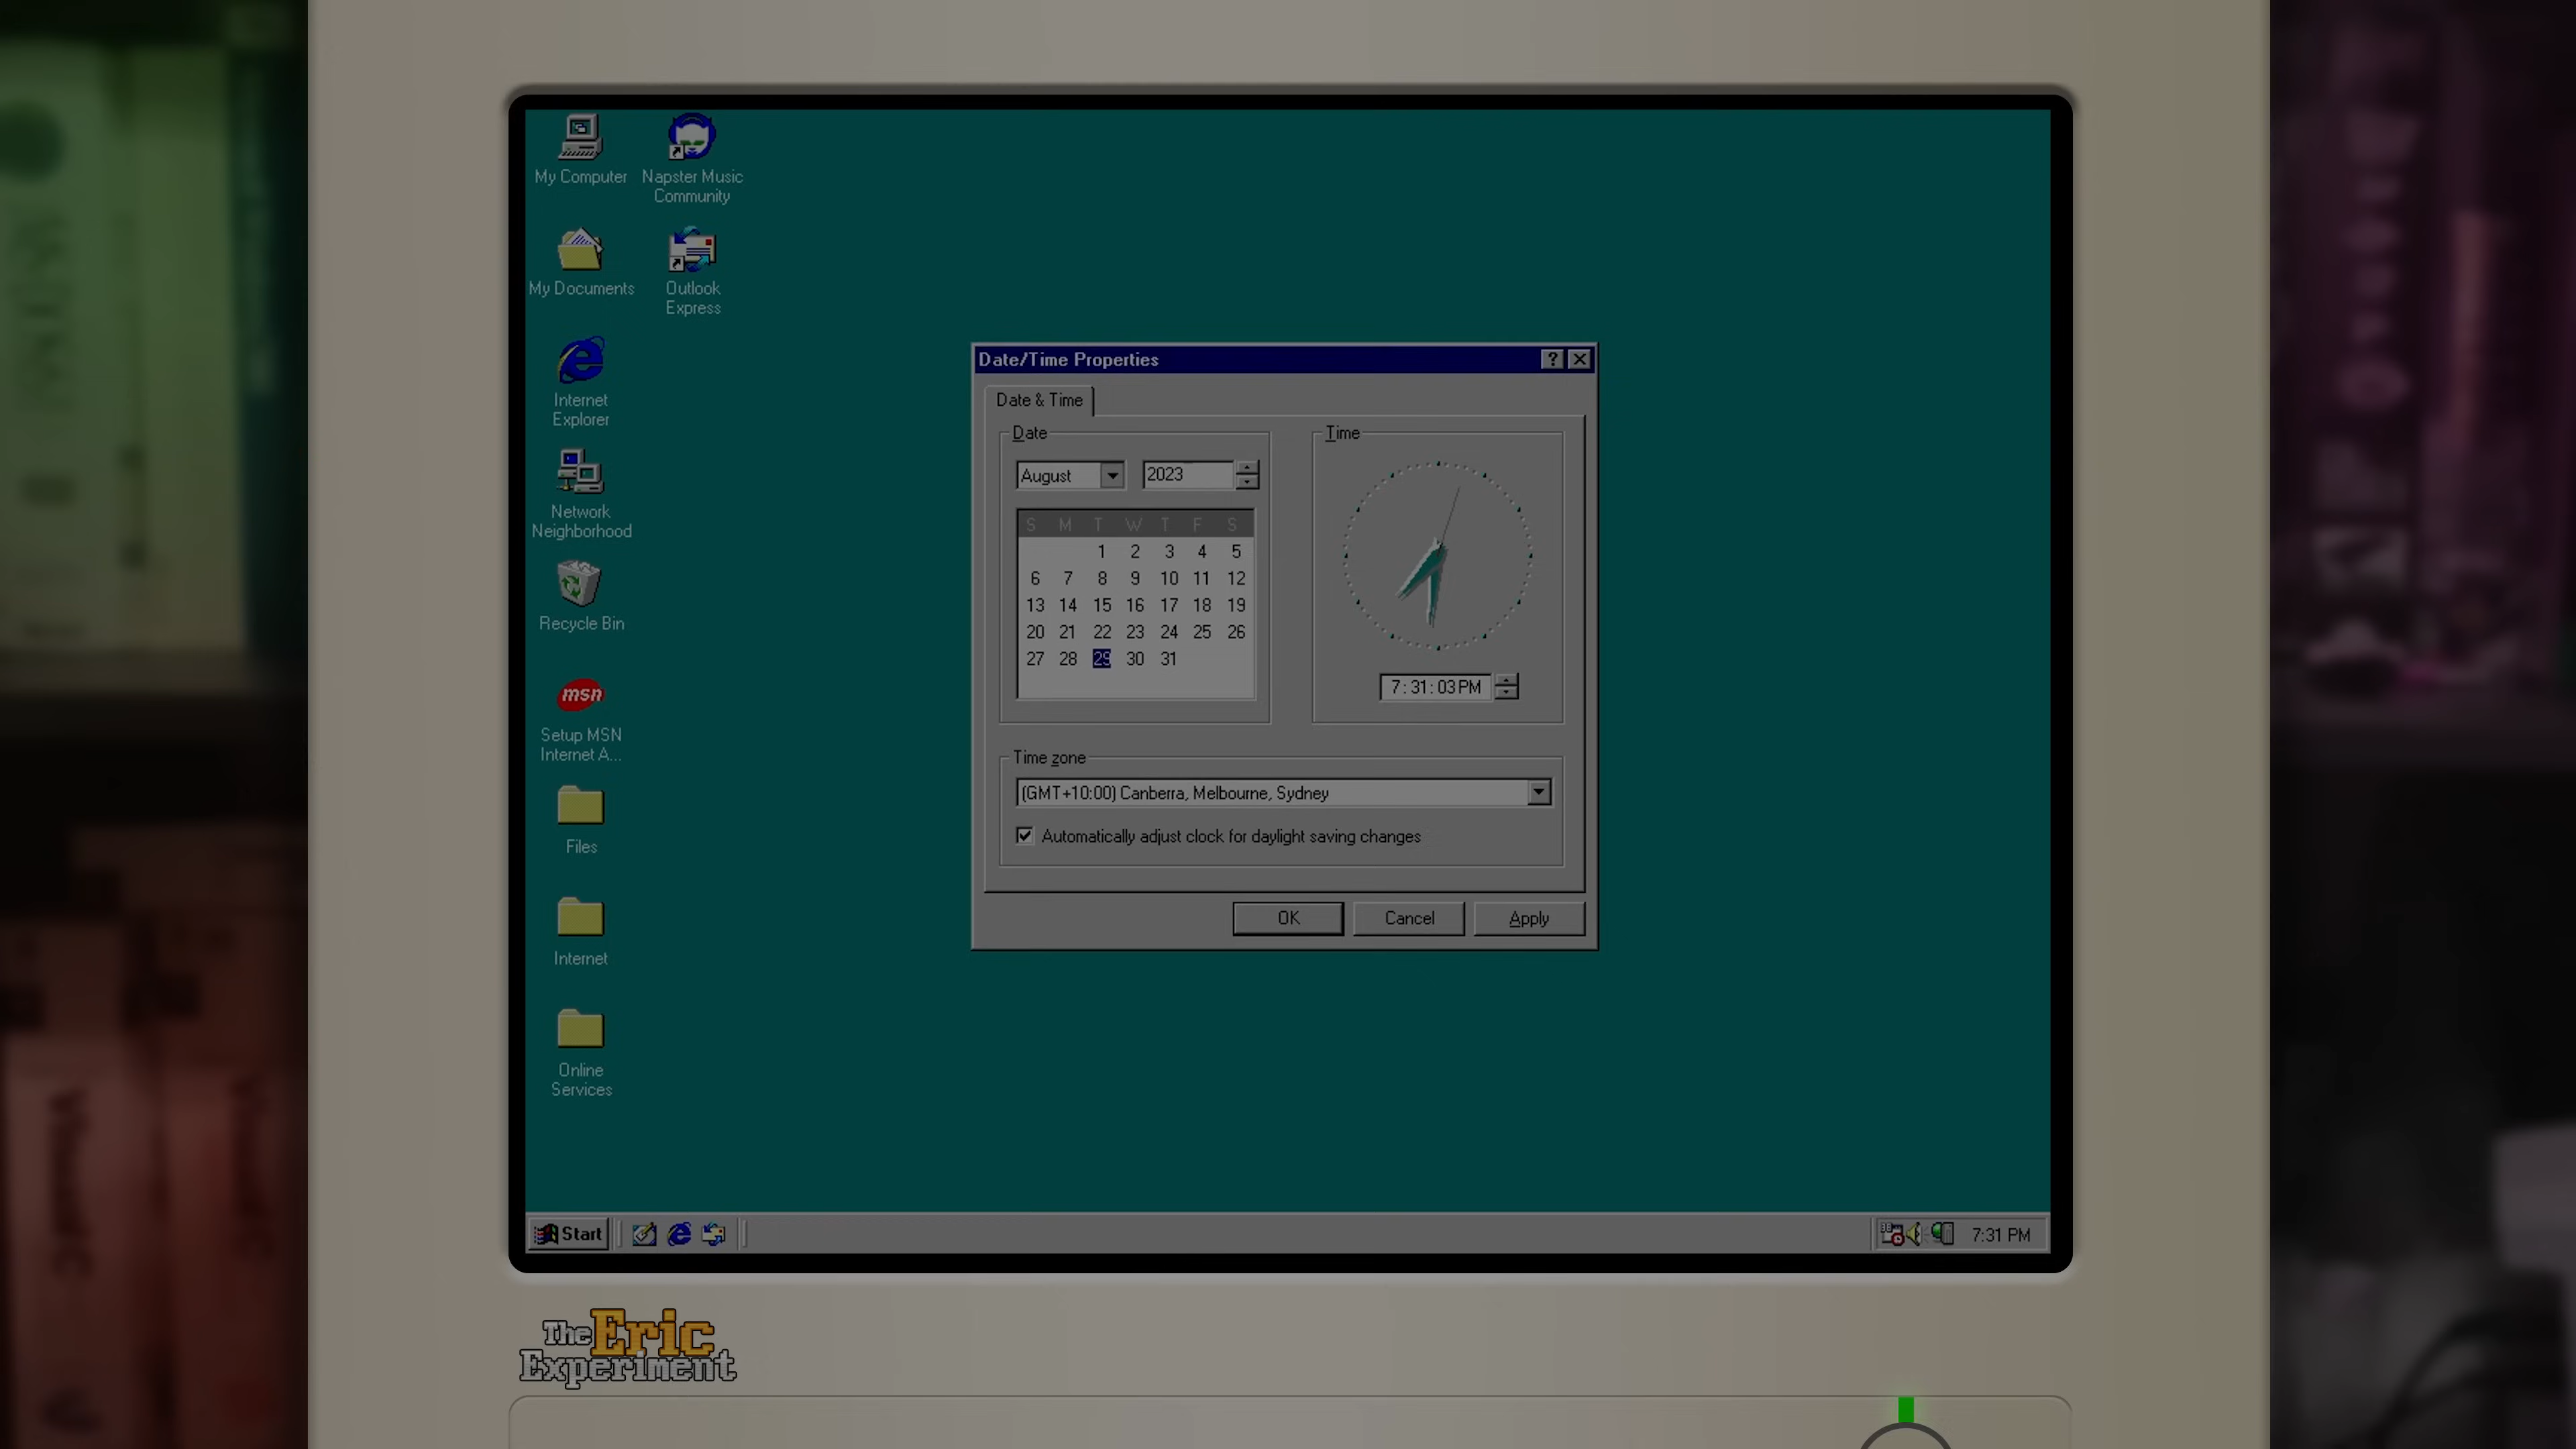 My Computer
Napster Music
Community
My Documents
Outlook
Express
Internet
Explorer
Network
Neighborhood
Recycle Bin
msn
Setup MSN
Internet A...
Files
Internet
Online
Services
Date/Time Properties
?
Date & Time
Date
August
2023
S M T W T F S
1 2 3 4 5
6 7 8 9 10 11 12
13 14 15 16 17 18 19
20 21 22 23 24 25 26
27 28 29 30 31
Time
7:31:03 PM
Time zone
(GMT+10:00) Canberra, Melbourne, Sydney
Automatically adjust clock for daylight saving changes
OK
Cancel
Apply
Start
7:31 PM
The Eric
Experiment